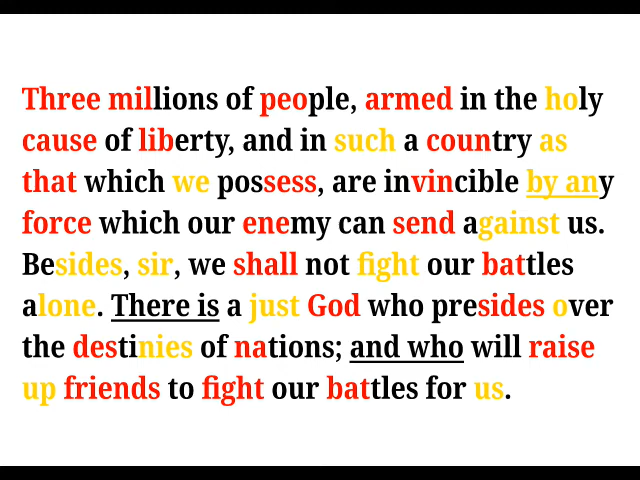 Three millions of people, armed in the holy
cause of liberty, and in such a country as
that which we possess, are invincible by any
force which our enemy can send against us.
Besides, sir, we shall not fight our battles
alone. There is a just God who presides over
the destinies of nations; and who will raise
up friends to fight our battles for us.